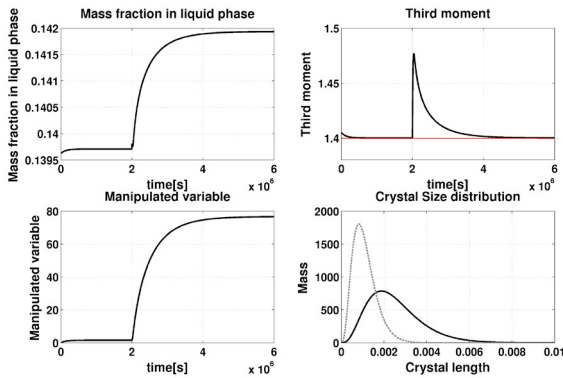 Mass fraction in liquid phase
Mass fraction in liquid phase
0.142
0.1415
0.141
0.1405
0.14
0.1395
0 2 4 6
time[s] x 10^6
Third moment
Third moment
1.5
1.45
1.4
0 2 4 6
time[s] x 10^6
Manipulated variable
Manipulated variable
80
60
40
20
0
0 2 4 6
time[s] x 10^6
Crystal Size distribution
Mass
2000
1500
1000
500
0
0 0.002 0.004 0.006 0.008 0.01
Crystal length